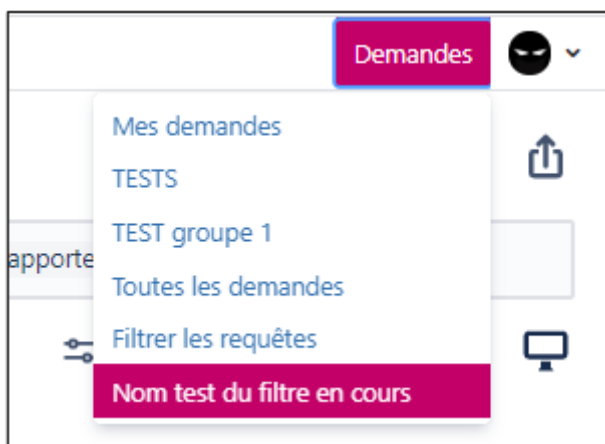 Demandes
Mes demandes
TESTS
TEST groupe 1
apporte
Toutes les demandes
Filtrer les requêtes
Nom test du filtre en cours